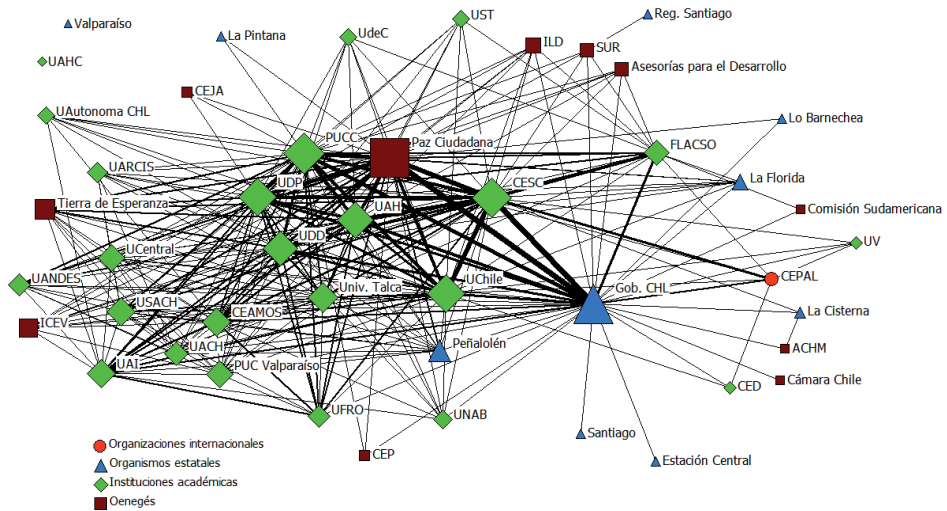 Valparaíso
La Pintana
UdeC
UST
Reg. Santiago
ILD
SUR
UAHC
Asesorías para el Desarrollo
CEJA
UAutonoma CHL
Lo Barnechea
PUCC
Paz Ciudadana
FLACSO
UARCIS
UDP
CESC
La Florida
Tierra de Esperanza
UAH
Comisión Sudamericana
UDD
UV
UCentral
UANDES
Univ. Talca
UChile
Gob. CHL
CEPAL
USACH
CEAMOS
La Cisterna
ICEV
UACH
Peñalolén
ACHM
UAI
PUC Valparaíso
Cámara Chile
CED
UFRO
UNAB
Santiago
CEP
Estación Central
Organizaciones internacionales
Organismos estatales
Instituciones académicas
Oenegés